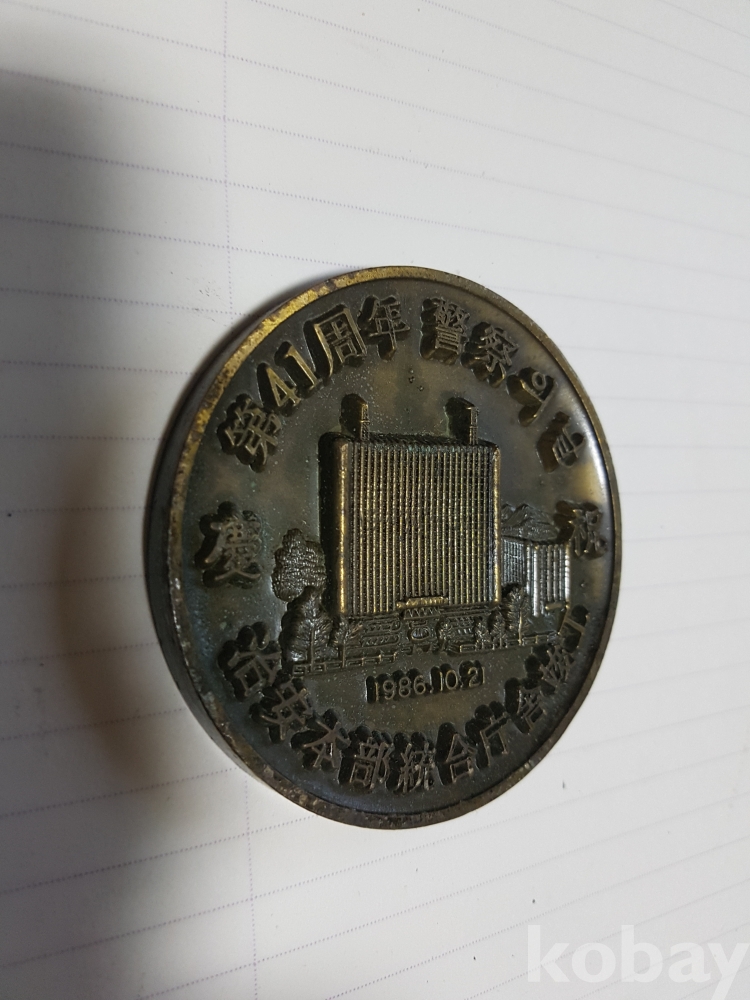 第41周年警察의날
慶祝
1986.10.21
治安本部統合庁舎竣工
kobay